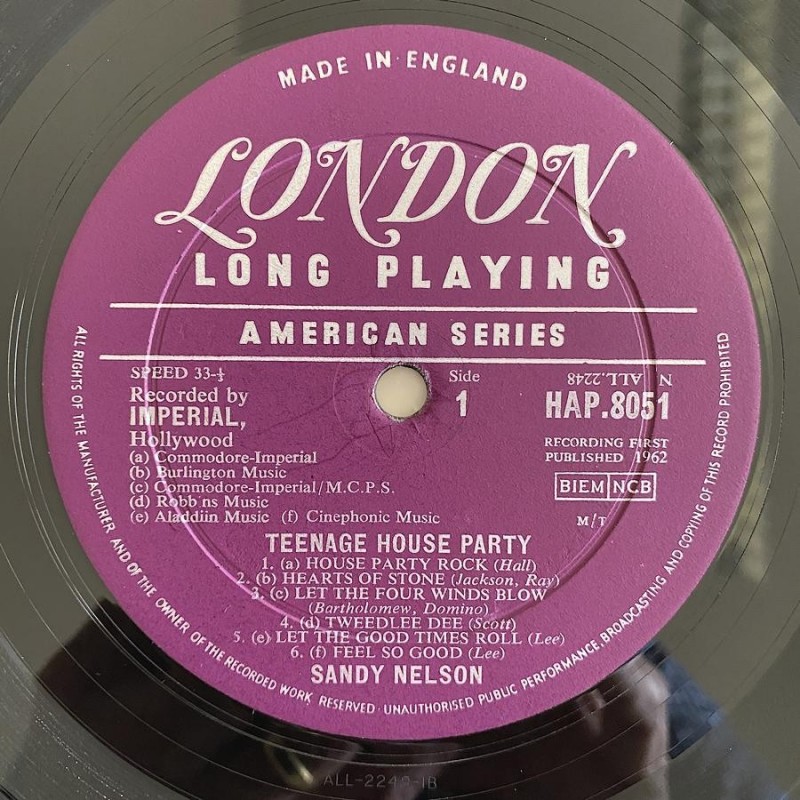 MADE IN ENGLAND
LONDON
LONG PLAYING
AMERICAN SERIES
SPEED 33-⅓
Recorded by
IMPERIAL,
Hollywood
(a) Commodore-Imperial
(b) Burlington Music
(c) Commodore-Imperial/M.C.P.S.
(d) Robb'ns Music
(e) Aladdiin Music (f) Cinephonic Music
Side
1
N ALL.2248
HAP.8051
RECORDING FIRST
PUBLISHED 1962
BIEM NCB
M/T
TEENAGE HOUSE PARTY
1. (a) HOUSE PARTY ROCK (Hall)
2. (b) HEARTS OF STONE (Jackson, Ray)
3. (c) LET THE FOUR WINDS BLOW
(Bartholomew, Domino)
4. (d) TWEEDLEE DEE (Scott)
5. (e) LET THE GOOD TIMES ROLL (Lee)
6. (f) FEEL SO GOOD (Lee)
SANDY NELSON
ALL RIGHTS OF THE MANUFACTURER AND OF THE OWNER OF THE RECORDED WORK RESERVED · UNAUTHORISED PUBLIC PERFORMANCE, BROADCASTING AND COPYING OF THIS RECORD PROHIBITED